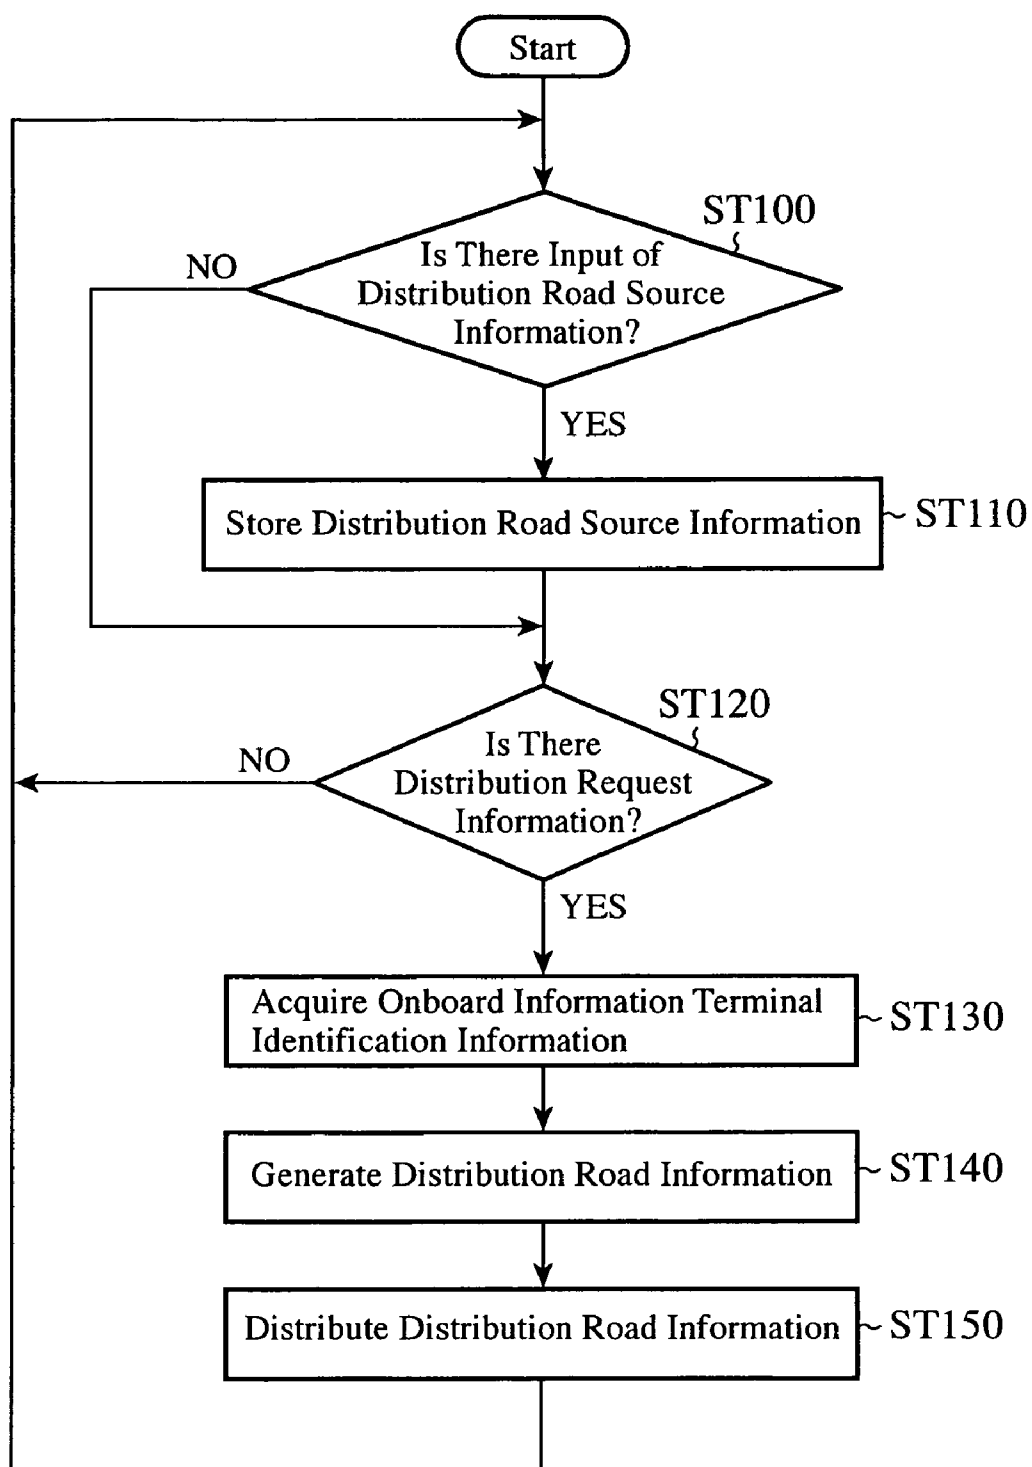 Start
ST100
Is There Input of
Distribution Road Source
Information?
NO
YES
Store Distribution Road Source Information
ST110
ST120
Is There
Distribution Request
Information?
NO
YES
Acquire Onboard Information Terminal
Identification Information
ST130
Generate Distribution Road Information
ST140
Distribute Distribution Road Information
ST150